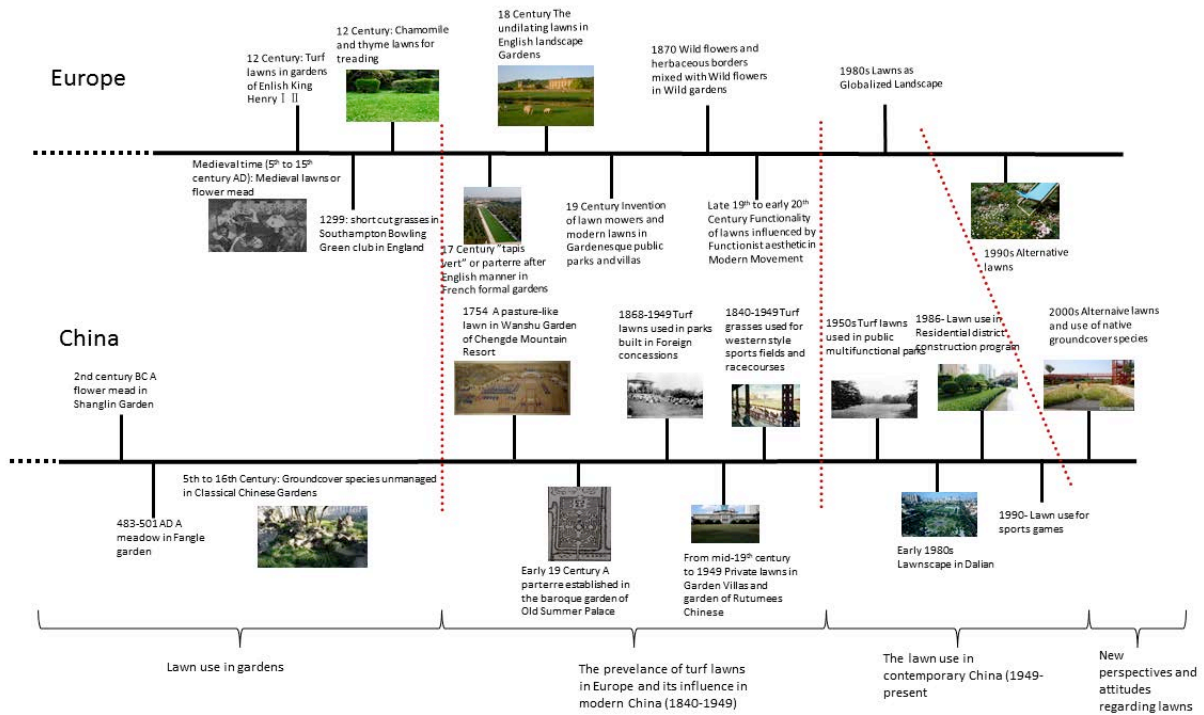 Europe
12 Century: Turf
lawns in gardens
of Enlish King
Henry Ⅰ Ⅱ
12 Century: Chamomile
and thyme lawns for
treading
18 Century The
undilating lawns in
English landscape
Gardens
1870 Wild flowers and
herbaceous borders
mixed with Wild flowers
in Wild gardens
1980s Lawns as
Globalized Landscape
Medieval time (5th to 15th
century AD): Medieval lawns or
flower mead
1299: short cut grasses in
Southampton Bowling
Green club in England
17 Century "tapis
vert" or parterre after
English manner in
French formal gardens
19 Century Invention
of lawn mowers and
modern lawns in
Gardenesque public
parks and villas
Late 19th to early 20th
Century Functionality
of lawns influenced by
Functionist aesthetic in
Modern Movement
1990s Alternative
lawns
China
2nd century BC A
flower mead in
Shanglin Garden
1754 A pasture-like
lawn in Wanshu Garden
of Chengde Mountain
Resort
1868-1949 Turf
lawns used in parks
built in Foreign
concessions
1840-1949 Turf
grasses used for
western style
sports fields and
racecourses
1950s Turf lawns
used in public
multifunctional parks
1986- Lawn use in
Residential district
construction program
2000s Alternaive lawns
and use of native
groundcover species
483-501 AD A
meadow in Fangle
garden
5th to 16th Century: Groundcover species unmanaged
in Classical Chinese Gardens
Early 19 Century A
parterre established in
the baroque garden of
Old Summer Palace
From mid-19th century
to 1949 Private lawns in
Garden Villas and
garden of Ruturnees
Chinese
Early 1980s
Lawnscape in Dalian
1990- Lawn use for
sports games
Lawn use in gardens
The prevelance of turf lawns
in Europe and its influence in
modern China (1840-1949)
The lawn use in
contemporary China (1949-
present
New
perspectives and
attitudes
regarding lawns